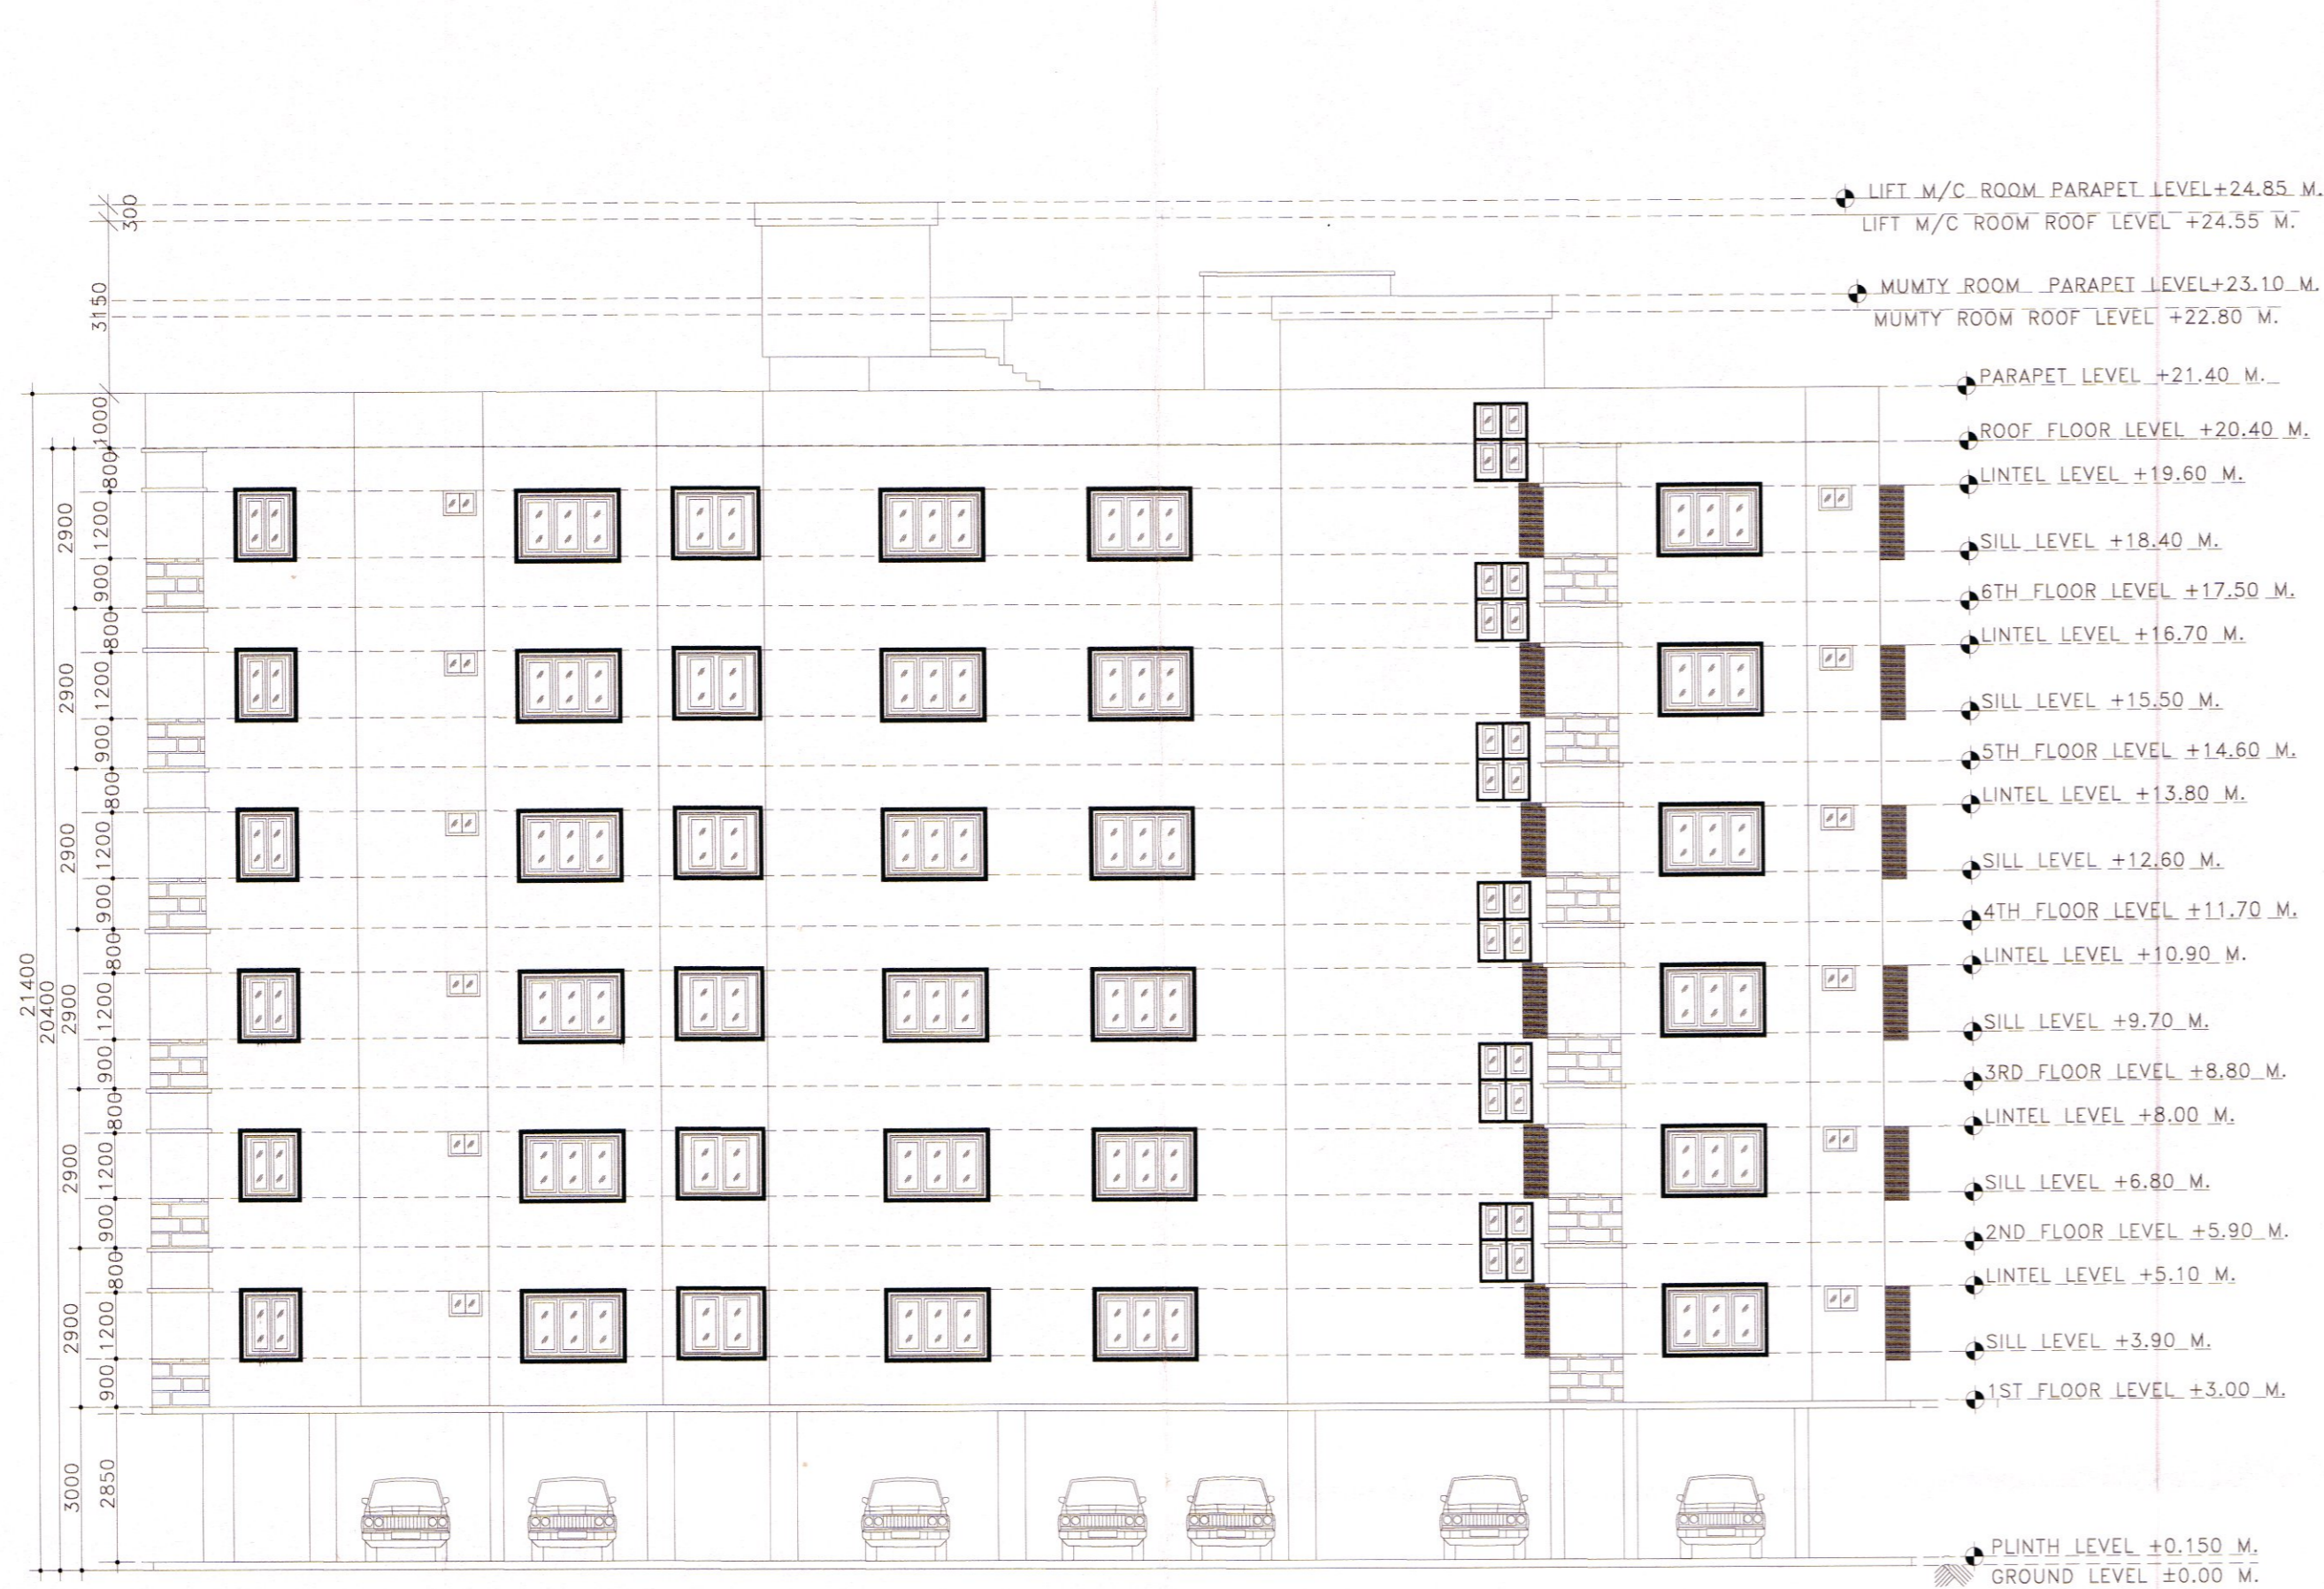 LIFT M/C ROOM PARAPET LEVEL+24.85 M.
LIFT M/C ROOM ROOF LEVEL +24.55 M.
MUMTY ROOM PARAPET LEVEL+23.10 M.
MUMTY ROOM ROOF LEVEL +22.80 M.
PARAPET LEVEL +21.40 M.
ROOF FLOOR LEVEL +20.40 M.
LINTEL LEVEL +19.60 M.
SILL LEVEL +18.40 M.
6TH FLOOR LEVEL +17.50 M.
LINTEL LEVEL +16.70 M.
SILL LEVEL +15.50 M.
5TH FLOOR LEVEL +14.60 M.
LINTEL LEVEL +13.80 M.
SILL LEVEL +12.60 M.
4TH FLOOR LEVEL +11.70 M.
LINTEL LEVEL +10.90 M.
SILL LEVEL +9.70 M.
3RD FLOOR LEVEL +8.80 M.
LINTEL LEVEL +8.00 M.
SILL LEVEL +6.80 M.
2ND FLOOR LEVEL +5.90 M.
LINTEL LEVEL +5.10 M.
SILL LEVEL +3.90 M.
1ST FLOOR LEVEL +3.00 M.
PLINTH LEVEL ±0.150 M.
GROUND LEVEL ±0.00 M.
300
3150
1000
800
1200
900
800
1200
900
800
1200
900
800
1200
900
800
1200
900
800
1200
900
2850
2900
2900
2900
2900
2900
2900
3000
20400
21400